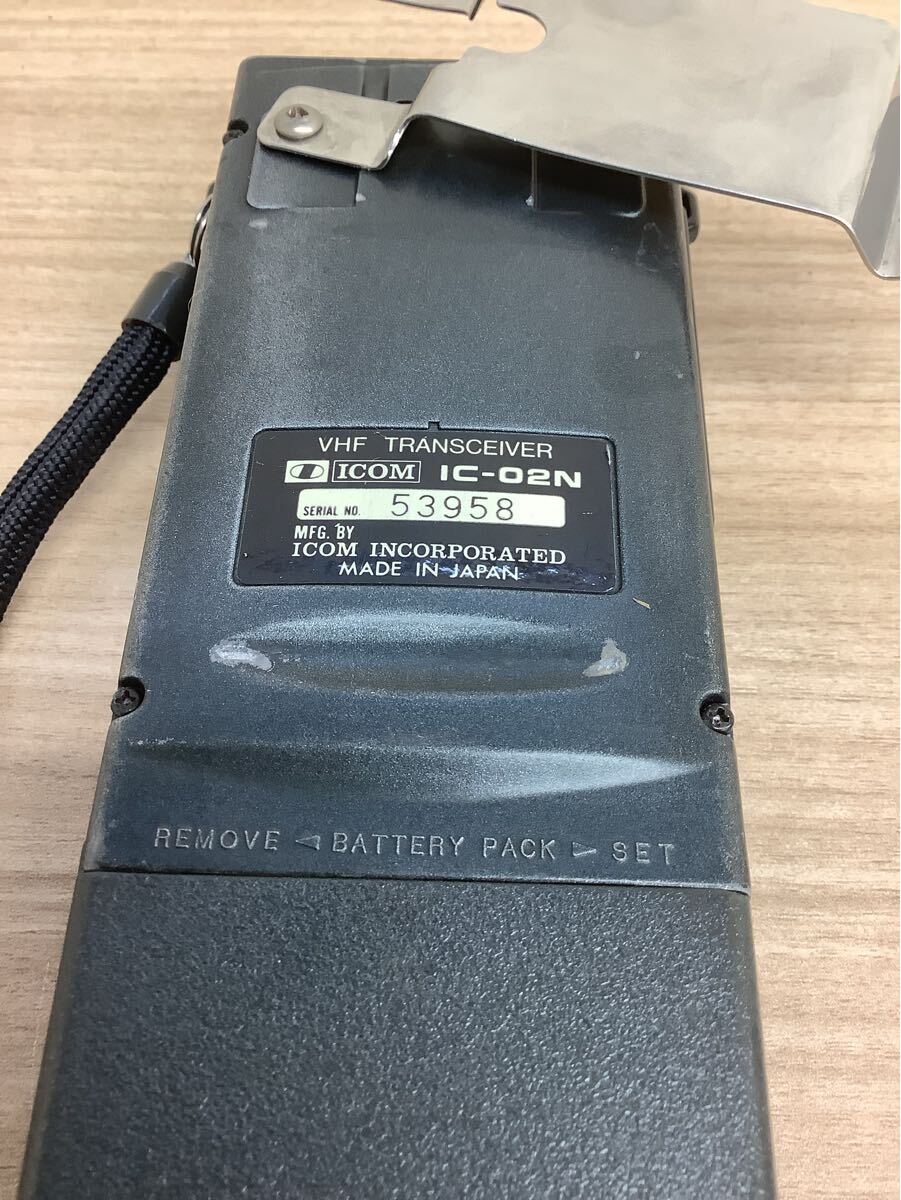 VHF TRANSCEIVER
ICOM IC-02N
SERIAL NO. 53958
MFG. BY
ICOM INCORPORATED
MADE IN JAPAN
REMOVE ◁ BATTERY PACK ▷ SET